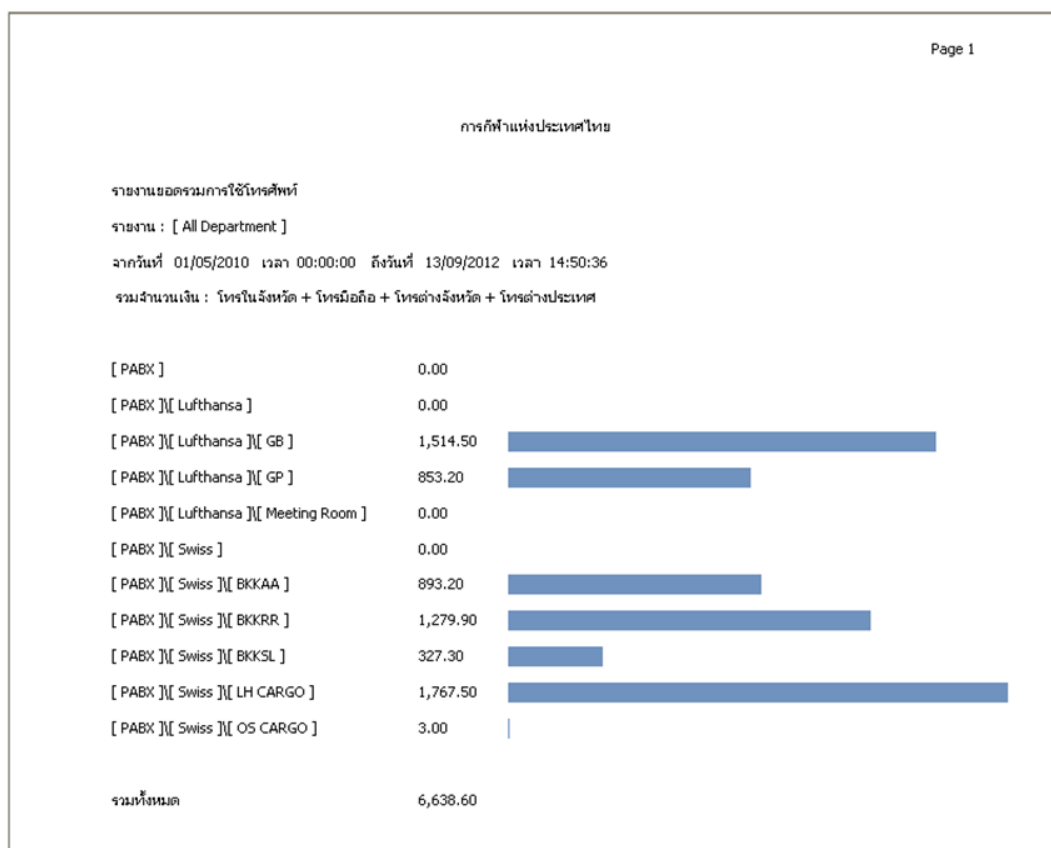 Page 1
การกีฬาแห่งประเทศไทย
รายงานยอดรวมการใช้โทรศัพท์
รายงาน : [ All Department ]
จากวันที่ 01/05/2010 เวลา 00:00:00 ถึงวันที่ 13/09/2012 เวลา 14:50:36
รวมจำนวนเงิน : โทรในจังหวัด + โทรมือถือ + โทรต่างจังหวัด + โทรต่างประเทศ
[ PABX ] 0.00
[ PABX ]\[ Lufthansa ] 0.00
[ PABX ]\[ Lufthansa ]\[ GB ] 1,514.50
[ PABX ]\[ Lufthansa ]\[ GP ] 853.20
[ PABX ]\[ Lufthansa ]\[ Meeting Room ] 0.00
[ PABX ]\[ Swiss ] 0.00
[ PABX ]\[ Swiss ]\[ BKKAA ] 893.20
[ PABX ]\[ Swiss ]\[ BKKRR ] 1,279.90
[ PABX ]\[ Swiss ]\[ BKKSL ] 327.30
[ PABX ]\[ Swiss ]\[ LH CARGO ] 1,767.50
[ PABX ]\[ Swiss ]\[ OS CARGO ] 3.00
รวมทั้งหมด 6,638.60